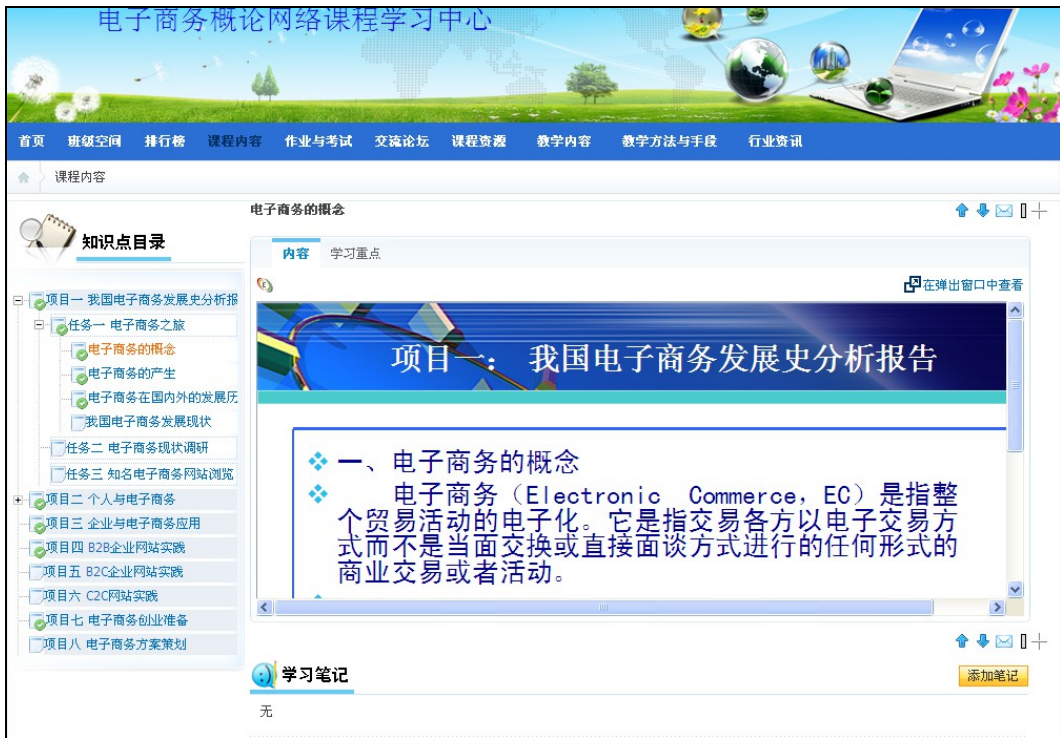 电子商务概论网络课程学习中心
首页 班级空间 排行榜 课程内容 作业与考试 交流论坛 课程资源 教学内容 教学方法与手段 行业资讯
课程内容
知识点目录
项目一 我国电子商务发展史分析报
任务一 电子商务之旅
电子商务的概念
电子商务的产生
电子商务在国内外的发展历
我国电子商务发展现状
任务二 电子商务现状调研
任务三 知名电子商务网站浏览
项目二 个人与电子商务
项目三 企业与电子商务应用
项目四 B2B企业网站实践
项目五 B2C企业网站实践
项目六 C2C网站实践
项目七 电子商务创业准备
项目八 电子商务方案策划
电子商务的概念
内容 学习重点
在弹出窗口中查看
项目一： 我国电子商务发展史分析报告
一、电子商务的概念
电子商务（Electronic Commerce，EC）是指整
个贸易活动的电子化。它是指交易各方以电子交易方
式而不是当面交换或直接面谈方式进行的任何形式的
商业交易或者活动。
学习笔记
添加笔记
无